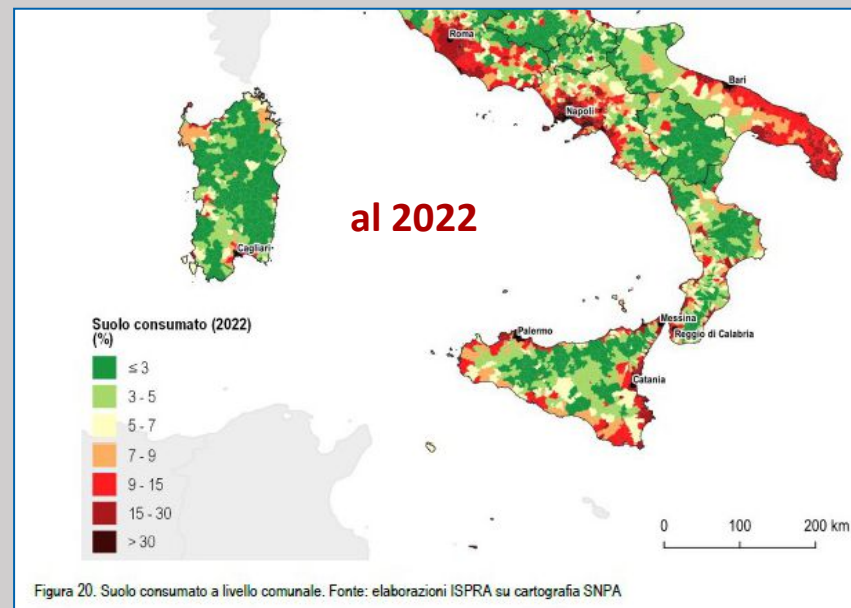 Roma
Bari
Napoli
al 2022
Cagliari
Suolo consumato (2022)
(%)
≤ 3
3 - 5
5 - 7
7 - 9
9 - 15
15 - 30
> 30
Palermo
Messina
Reggio di Calabria
Catania
0 100 200 km
Figura 20. Suolo consumato a livello comunale. Fonte: elaborazioni ISPRA su cartografia SNPA